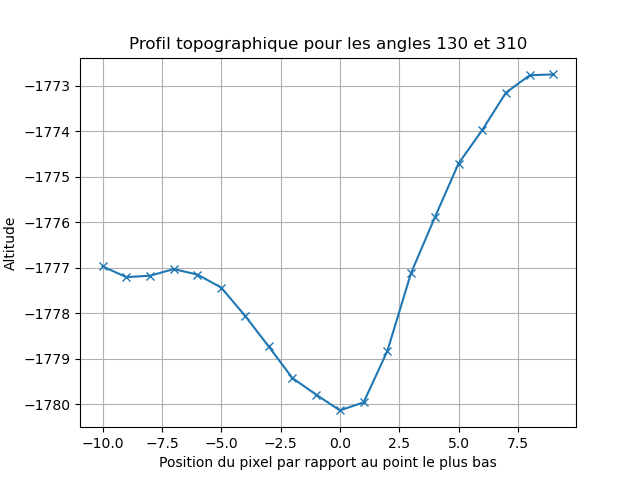 Profil topographique pour les angles 130 et 310
−1773
−1774
−1775
−1776
−1777
−1778
−1779
−1780
Altitude
−10.0 −7.5 −5.0 −2.5 0.0 2.5 5.0 7.5
Position du pixel par rapport au point le plus bas